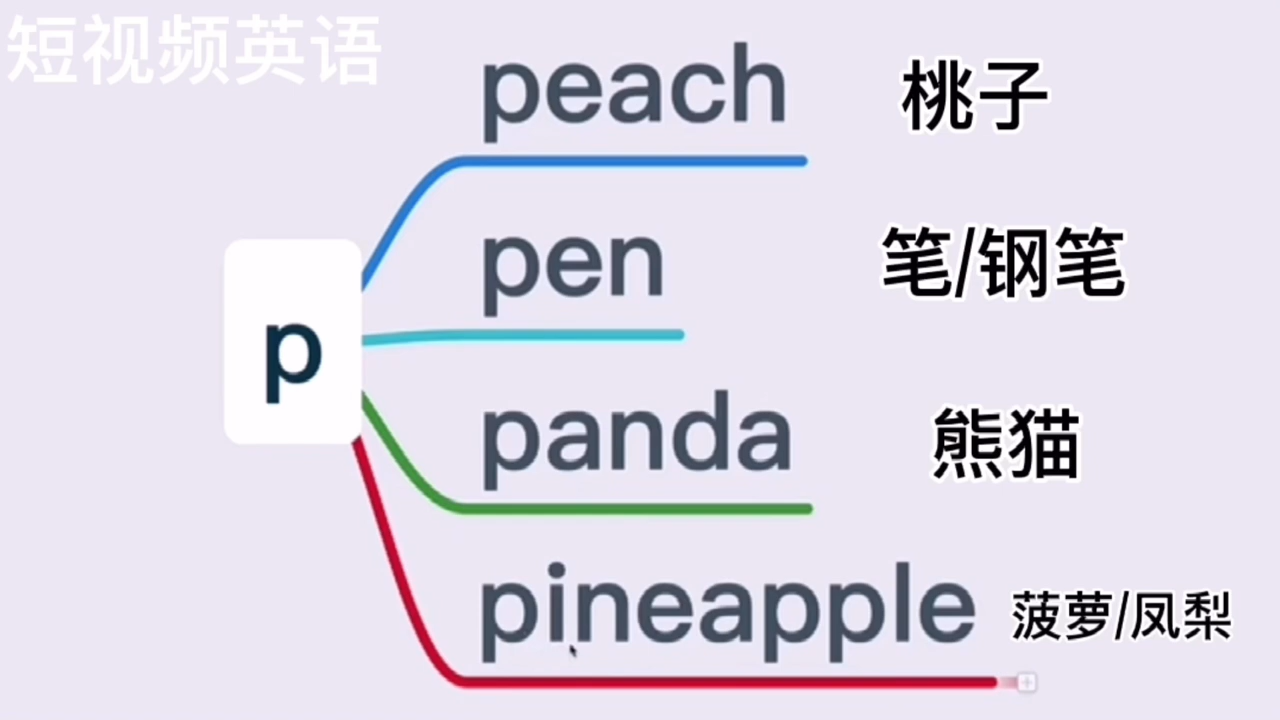 短视频英语
peach 桃子
pen 笔/钢笔
p
panda 熊猫
pineapple 菠萝/凤梨